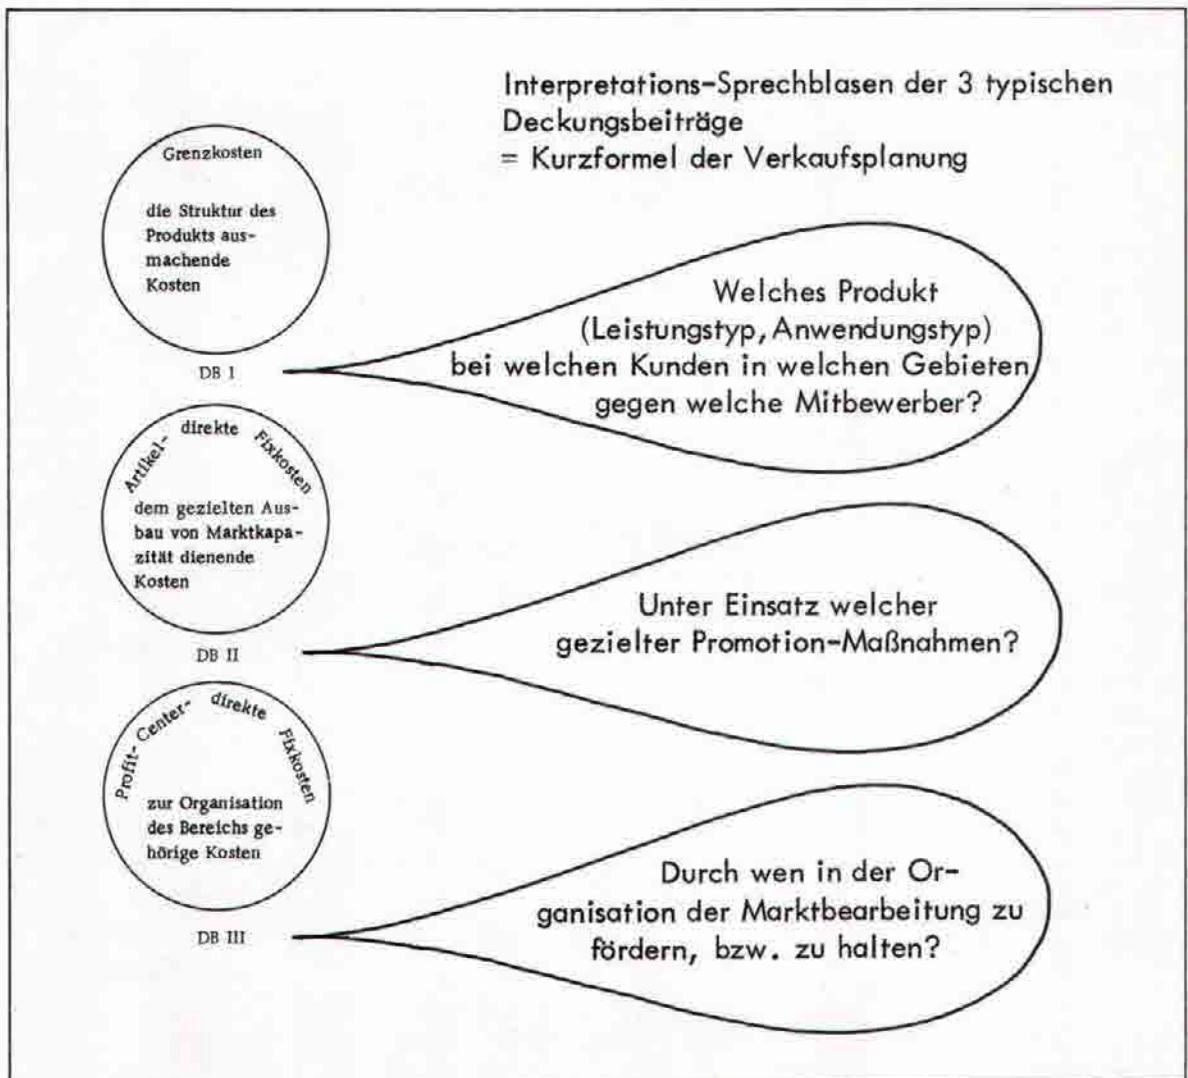 Interpretations-Sprechblasen der 3 typischen
Deckungsbeiträge
= Kurzformel der Verkaufsplanung
Grenzkosten
die Struktur des
Produkts aus-
machende
Kosten
DB I
Welches Produkt
(Leistungstyp, Anwendungstyp)
bei welchen Kunden in welchen Gebieten
gegen welche Mitbewerber?
Artikel- direkte Fixkosten
dem gezielten Aus-
bau von Marktkapa-
zität dienende
Kosten
DB II
Unter Einsatz welcher
gezielter Promotion-Maßnahmen?
Profit-Center- direkte Fixkosten
zur Organisation
des Bereichs ge-
hörige Kosten
DB III
Durch wen in der Or-
ganisation der Marktbearbeitung zu
fördern, bzw. zu halten?